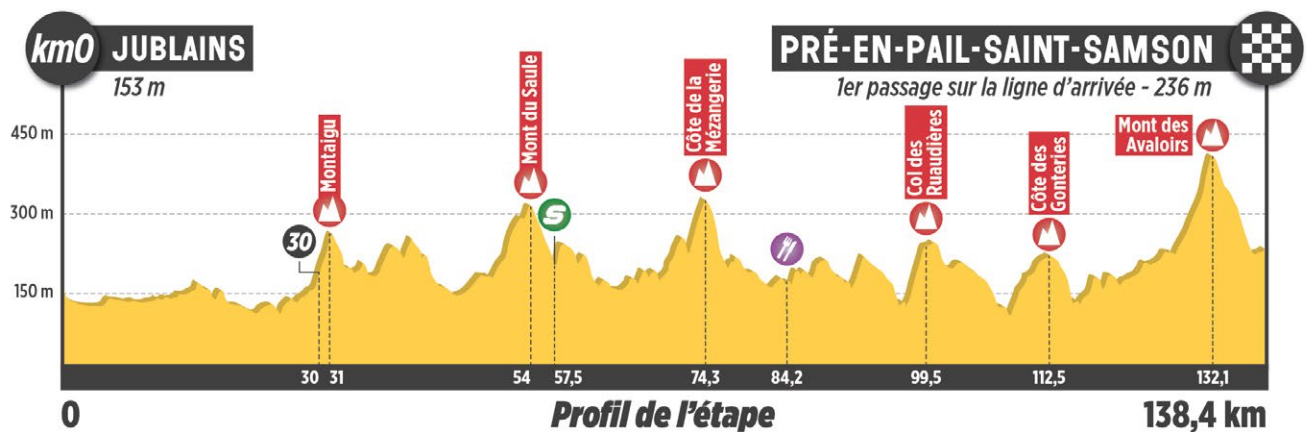 km0 JUBLAINS
153 m
PRÉ-EN-PAIL-SAINT-SAMSON
1er passage sur la ligne d'arrivée - 236 m
450 m
300 m
150 m
30
Montaigu
Mont du Saule
S
Côte de la
Mézangerie
Col des
Ruaudières
Côte des
Gonteries
Mont des
Avaloirs
30 31 54 57,5 74,3 84,2 99,5 112,5 132,1
0 Profil de l'étape 138,4 km